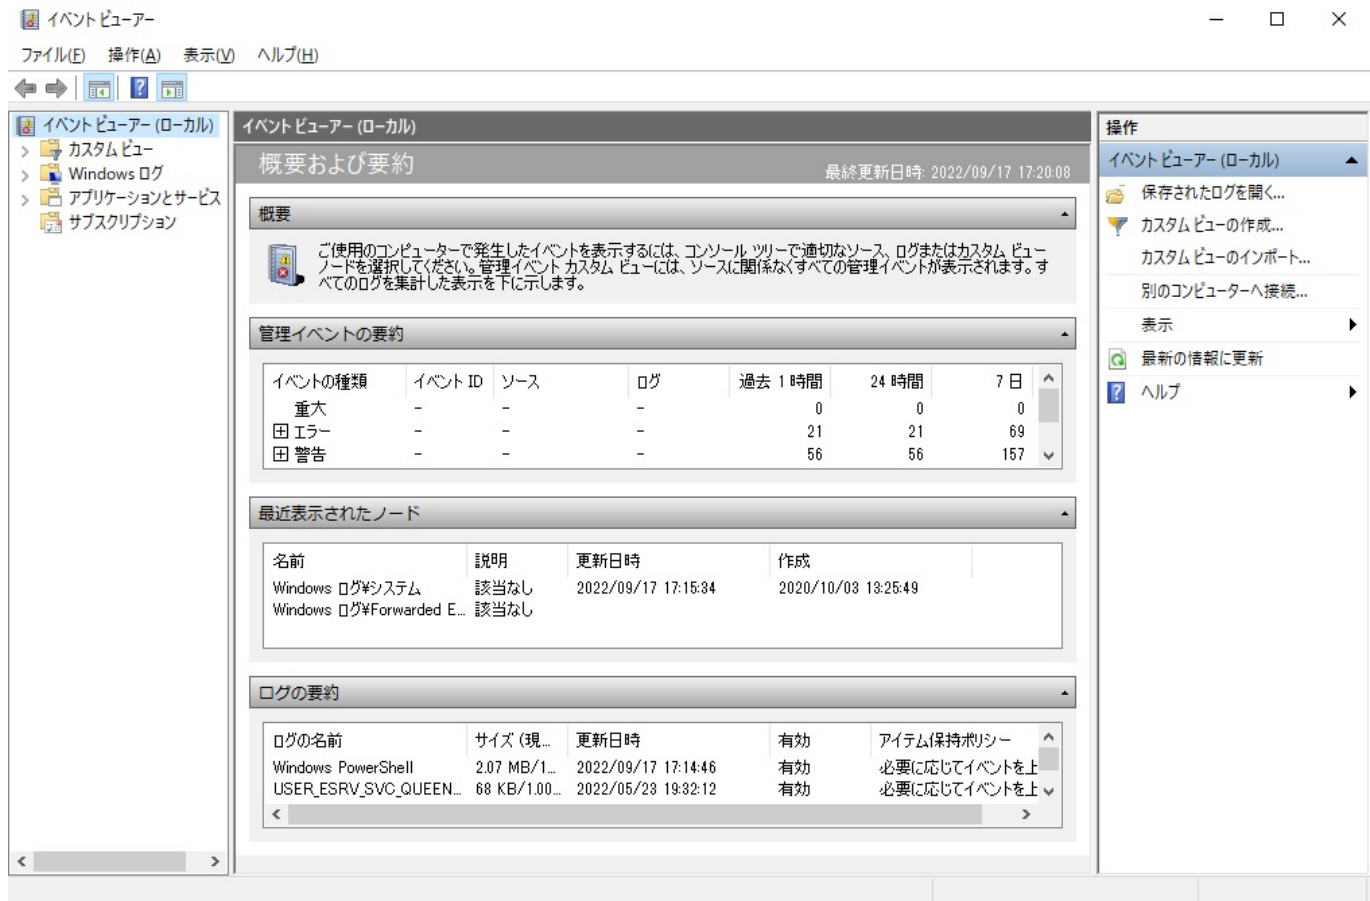 イベント ビューアー
ファイル(F) 操作(A) 表示(V) ヘルプ(H)
イベント ビューアー (ローカル)
カスタム ビュー
Windows ログ
アプリケーションとサービス
サブスクリプション
イベント ビューアー (ローカル)
概要および要約 最終更新日時: 2022/09/17 17:20:08
概要
ご使用のコンピューターで発生したイベントを表示するには、コンソール ツリーで適切なソース、ログまたはカスタム ビュー
ノードを選択してください。管理イベント カスタム ビューには、ソースに関係なくすべての管理イベントが表示されます。す
べてのログを集計した表示を下に示します。
管理イベントの要約
イベントの種類 イベント ID ソース ログ 過去 1 時間 24 時間 7 日
重大 - - - 0 0 0
エラー - - - 21 21 69
警告 - - - 56 56 157
最近表示されたノード
名前 説明 更新日時 作成
Windows ログ¥システム 該当なし 2022/09/17 17:15:34 2020/10/03 13:25:49
Windows ログ¥Forwarded E... 該当なし
ログの要約
ログの名前 サイズ (現... 更新日時 有効 アイテム保持ポリシー
Windows PowerShell 2.07 MB/1... 2022/09/17 17:14:46 有効 必要に応じてイベントを上
USER_ESRV_SVC_QUEEN... 68 KB/1.00... 2022/05/23 19:32:12 有効 必要に応じてイベントを上
操作
イベント ビューアー (ローカル)
保存されたログを開く...
カスタム ビューの作成...
カスタム ビューのインポート...
別のコンピューターへ接続...
表示
最新の情報に更新
ヘルプ